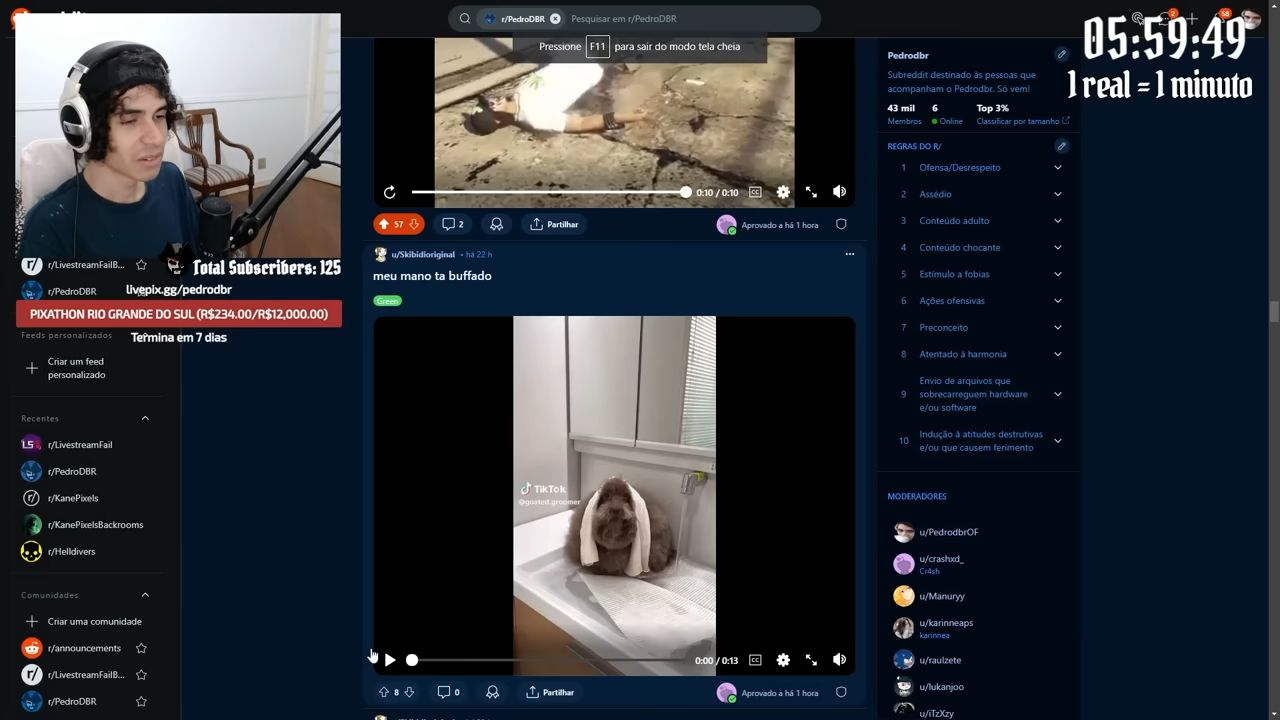 r/PedroDBR
Pesquisar em r/PedroDBR
2
58
05:59:49
1 real = 1 minuto
Pressione F11 para sair do modo tela cheia
0:10 / 0:10
CC
57
2
Partilhar
Aprovado a há 1 hora
u/Skibidioriginal • há 22 h
meu mano ta buffado
Green
TikTok
@goated.groomer
0:00 / 0:13
CC
8
0
Partilhar
Aprovado a há 1 hora
r/LivestreamFailB...
Total Subscribers: 125
r/PedroDBR
livepix.gg/pedrodbr
PIXATHON RIO GRANDE DO SUL (R$234.00/R$12,000.00)
Feeds personalizados
Termina em 7 dias
Criar um feed
personalizado
Recentes
r/LivestreamFail
r/PedroDBR
r/KanePixels
r/KanePixelsBackrooms
r/Helldivers
Comunidades
Criar uma comunidade
r/announcements
r/LivestreamFailB...
r/PedroDBR
Pedrodbr
Subreddit destinado às pessoas que
acompanham o Pedrodbr. Só vem!
43 mil
6
Top 3%
Membros
Online
Classificar por tamanho
REGRAS DO R/
1 Ofensa/Desrespeito
2 Assédio
3 Conteúdo adulto
4 Conteúdo chocante
5 Estímulo a fobias
6 Ações ofensivas
7 Preconceito
8 Atentado à harmonia
9 Envio de arquivos que
sobrecarreguem hardware
e/ou software
10 Indução à atitudes destrutivas
e/ou que causem ferimento
MODERADORES
u/PedrodbrOF
u/crashxd_
Cr4sh
u/Manuryy
u/karinneaps
karinnea
u/raulzete
u/lukanjoo
u/iTzXzy